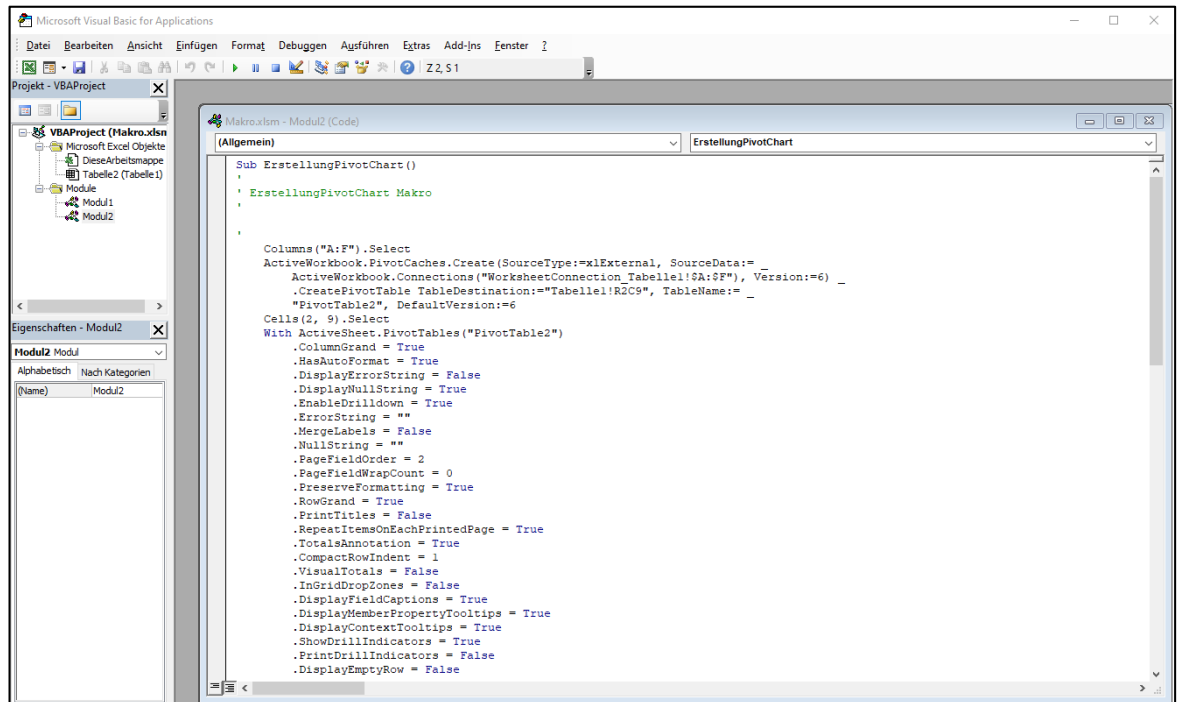 Microsoft Visual Basic for Applications
Datei Bearbeiten Ansicht Einfügen Format Debuggen Ausführen Extras Add-Ins Fenster ?
Z 2, S 1
Projekt - VBAProject
VBAProject (Makro.xlsn
Microsoft Excel Objekte
DieseArbeitsmappe
Tabelle2 (Tabelle1)
Module
Modul1
Modul2
Eigenschaften - Modul2
Modul2 Modul
Alphabetisch Nach Kategorien
(Name) Modul2
Makro.xlsm - Modul2 (Code)
(Allgemein) ErstellungPivotChart
Sub ErstellungPivotChart()
'
' ErstellungPivotChart Makro
'
'
Columns("A:F").Select
ActiveWorkbook.PivotCaches.Create(SourceType:=xlExternal, SourceData:= _
ActiveWorkbook.Connections("WorksheetConnection_Tabelle1!$A:$F"), Version:=6) _
.CreatePivotTable TableDestination:="Tabelle1!R2C9", TableName:= _
"PivotTable2", DefaultVersion:=6
Cells(2, 9).Select
With ActiveSheet.PivotTables("PivotTable2")
.ColumnGrand = True
.HasAutoFormat = True
.DisplayErrorString = False
.DisplayNullString = True
.EnableDrilldown = True
.ErrorString = ""
.MergeLabels = False
.NullString = ""
.PageFieldOrder = 2
.PageFieldWrapCount = 0
.PreserveFormatting = True
.RowGrand = True
.PrintTitles = False
.RepeatItemsOnEachPrintedPage = True
.TotalsAnnotation = True
.CompactRowIndent = 1
.VisualTotals = False
.InGridDropZones = False
.DisplayFieldCaptions = True
.DisplayMemberPropertyTooltips = True
.DisplayContextTooltips = True
.ShowDrillIndicators = True
.PrintDrillIndicators = False
.DisplayEmptyRow = False